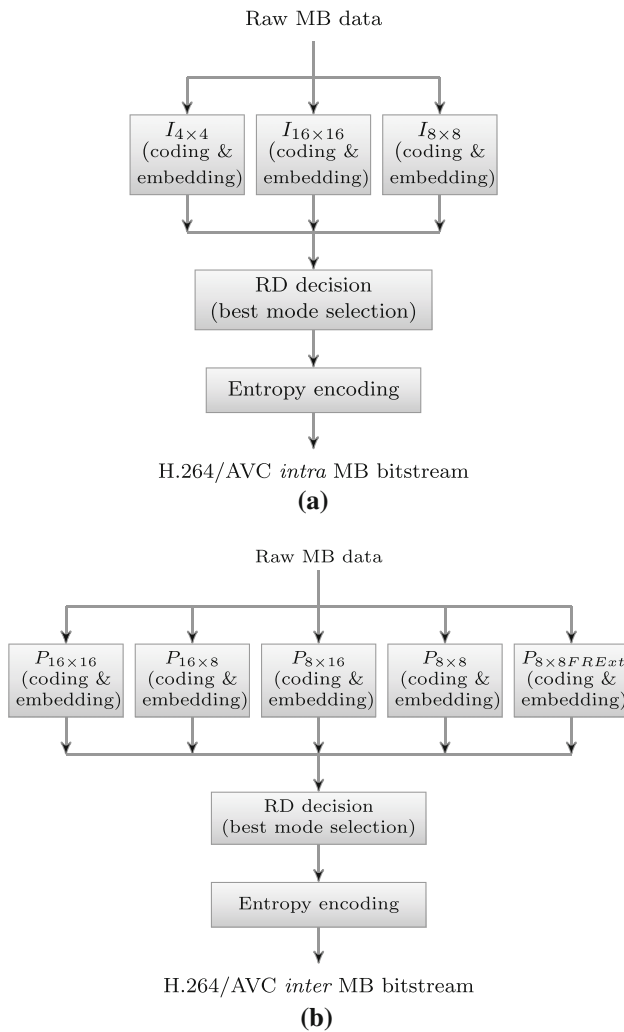 Raw MB data
I4×4
(coding &
embedding)
I16×16
(coding &
embedding)
I8×8
(coding &
embedding)
RD decision
(best mode selection)
Entropy encoding
H.264/AVC intra MB bitstream
(a)
Raw MB data
P16×16
(coding &
embedding)
P16×8
(coding &
embedding)
P8×16
(coding &
embedding)
P8×8
(coding &
embedding)
P8×8FRExt
(coding &
embedding)
RD decision
(best mode selection)
Entropy encoding
H.264/AVC inter MB bitstream
(b)